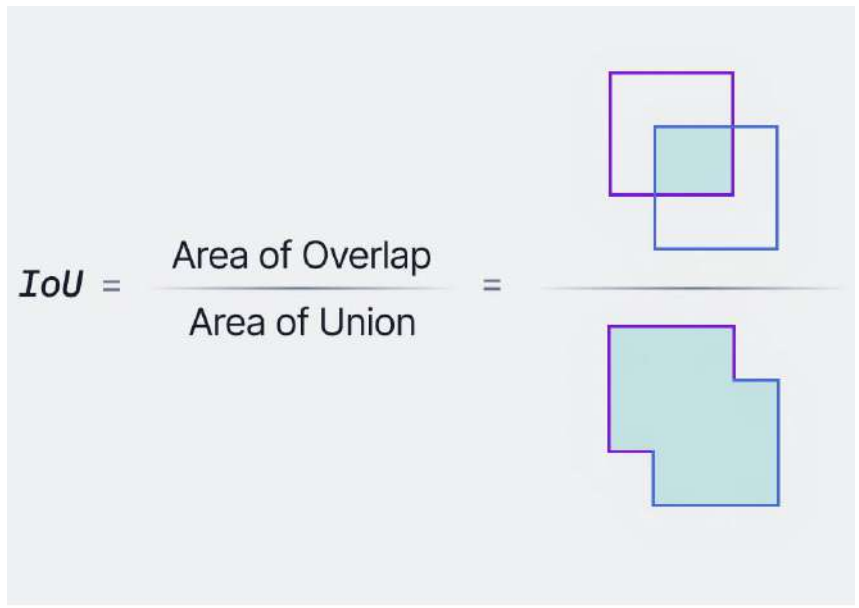 IoU = Area of Overlap =
Area of Union